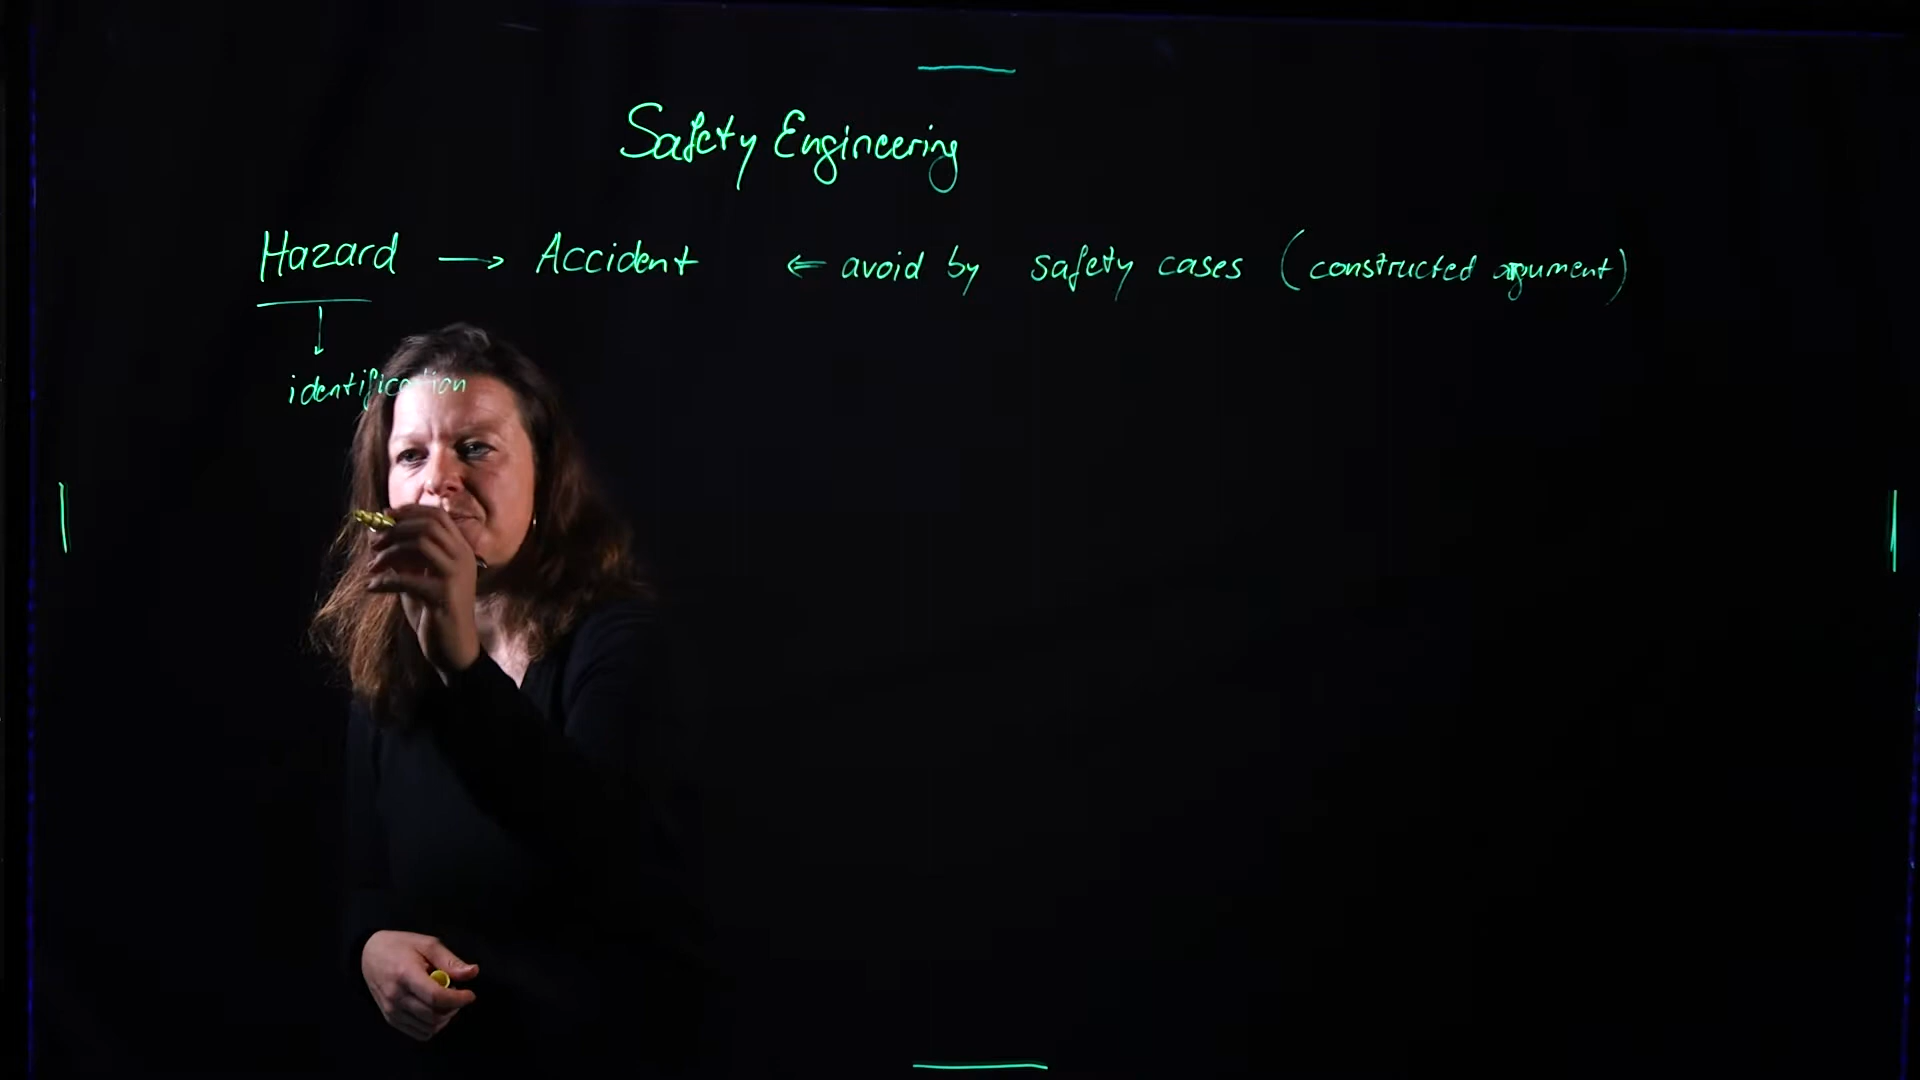 Safety Engineering
Hazard → Accident ⇐ avoid by safety cases (constructed argument)
↓
identification